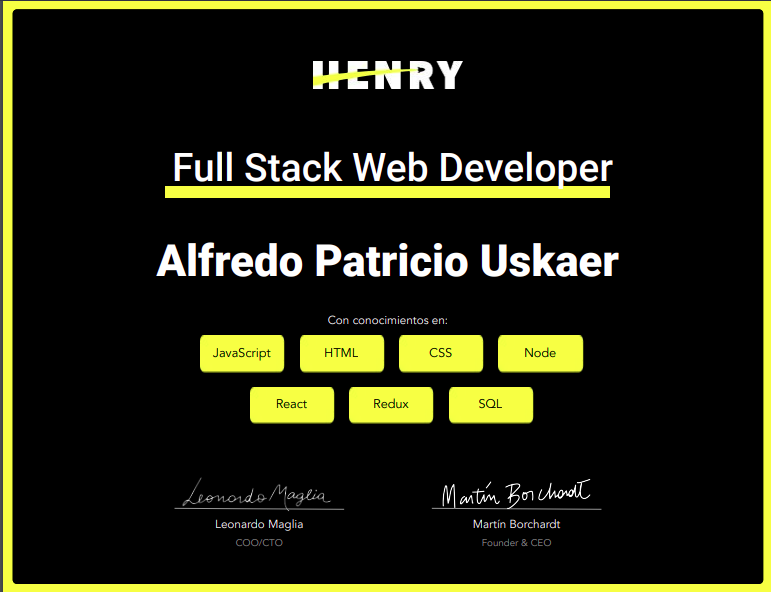 HENRY
Full Stack Web Developer
Alfredo Patricio Uskaer
Con conocimientos en:
JavaScript HTML CSS Node
React Redux SQL
Leonardo Maglia Martín Borchardt
Leonardo Maglia Martín Borchardt
COO/CTO Founder & CEO